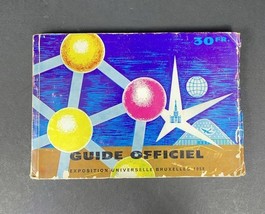 30 FR.
GUIDE OFFICIEL
EXPOSITION UNIVERSELLE BRUXELLES 1958